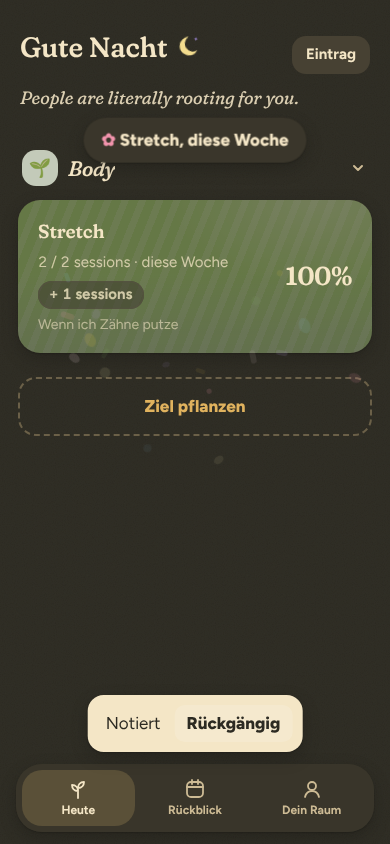 Gute Nacht
Eintrag
People are literally rooting for you.
Stretch, diese Woche
Body
Stretch
2 / 2 sessions · diese Woche
100%
+ 1 sessions
Wenn ich Zähne putze
Ziel pflanzen
Notiert Rückgängig
Heute Rückblick Dein Raum